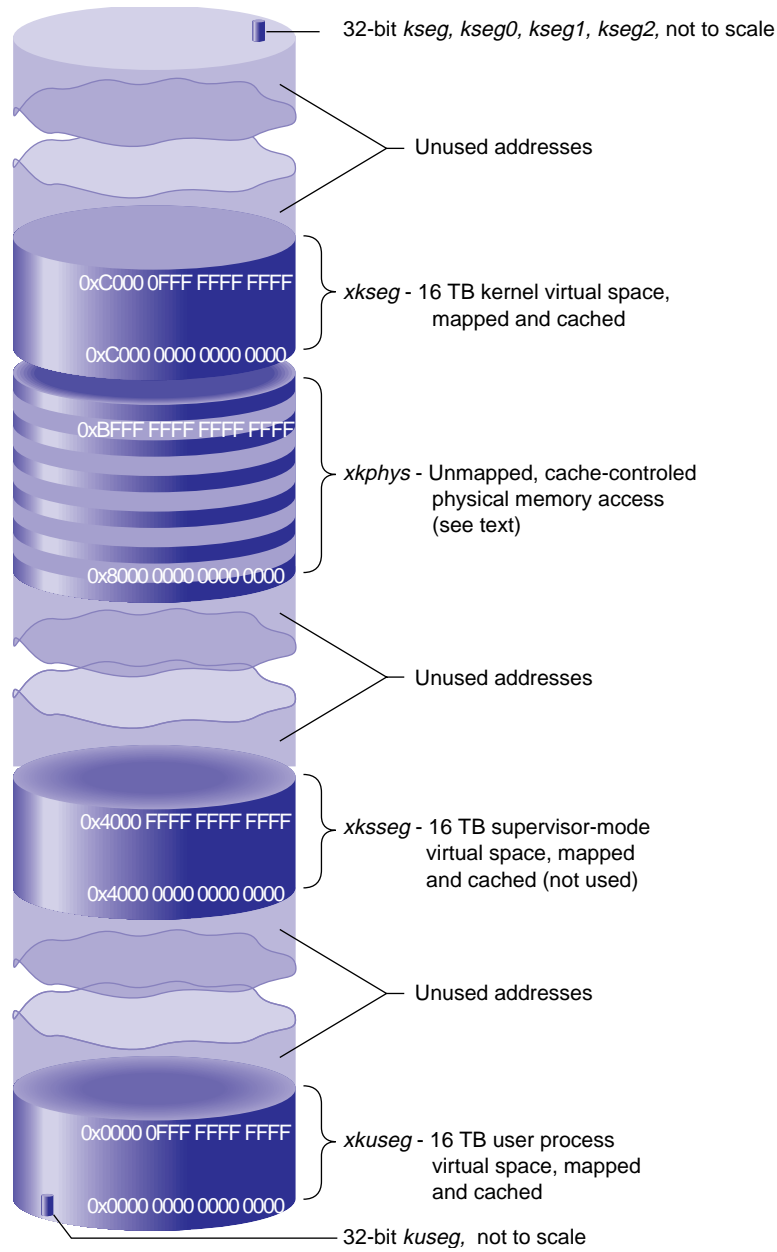 32-bit kseg, kseg0, kseg1, kseg2, not to scale
Unused addresses
0xC000 0FFF FFFF FFFF
xkseg - 16 TB kernel virtual space,
mapped and cached
0xC000 0000 0000 0000
0xBFFF FFFF FFFF FFFF
xkphys - Unmapped, cache-controled
physical memory access
(see text)
0x8000 0000 0000 0000
Unused addresses
0x4000 FFFF FFFF FFFF
xksseg - 16 TB supervisor-mode
virtual space, mapped
and cached (not used)
0x4000 0000 0000 0000
Unused addresses
0x0000 0FFF FFFF FFFF
xkuseg - 16 TB user process
virtual space, mapped
and cached
0x0000 0000 0000 0000
32-bit kuseg, not to scale